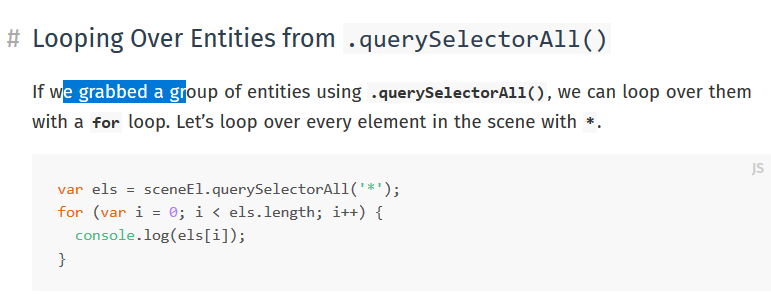 # Looping Over Entities from .querySelectorAll()
If we grabbed a group of entities using .querySelectorAll(), we can loop over them
with a for loop. Let’s loop over every element in the scene with *.
JS
var els = sceneEl.querySelectorAll('*');
for (var i = 0; i < els.length; i++) {
  console.log(els[i]);
}